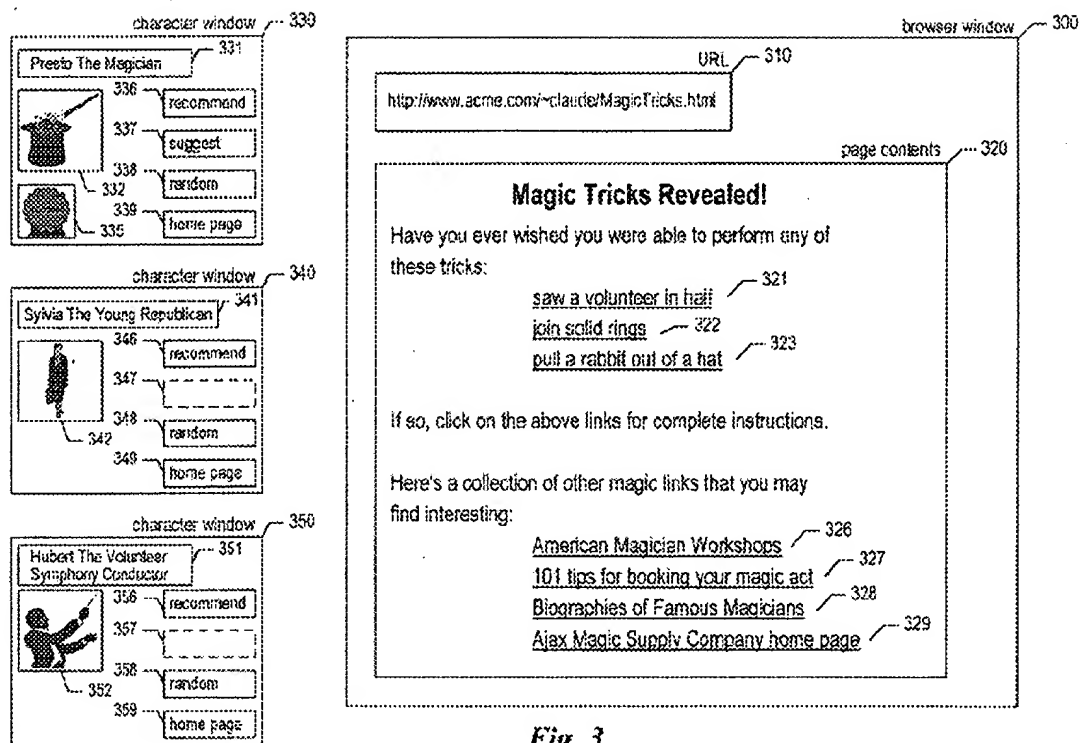 character window 330
Presto The Magician 331
336 recommend
337 suggest
338 random
332
339 home page
335
character window 340
Sylvia The Young Republican 341
346 recommend
347
348 random
342
349 home page
character window 350
Hubert The Volunteer 351
Symphony Conductor
356 recommend
357
358 random
352
359 home page
browser window 300
URL 310
http://www.acme.com/~claude/MagicTricks.html
page contents 320
Magic Tricks Revealed!
Have you ever wished you were able to perform any of
these tricks:
saw a volunteer in half 321
join solid rings 322
pull a rabbit out of a hat 323
If so, click on the above links for complete instructions.
Here's a collection of other magic links that you may
find interesting:
American Magician Workshops 326
101 tips for booking your magic act 327
Biographies of Famous Magicians 328
Ajax Magic Supply Company home page 329
Fig. 3